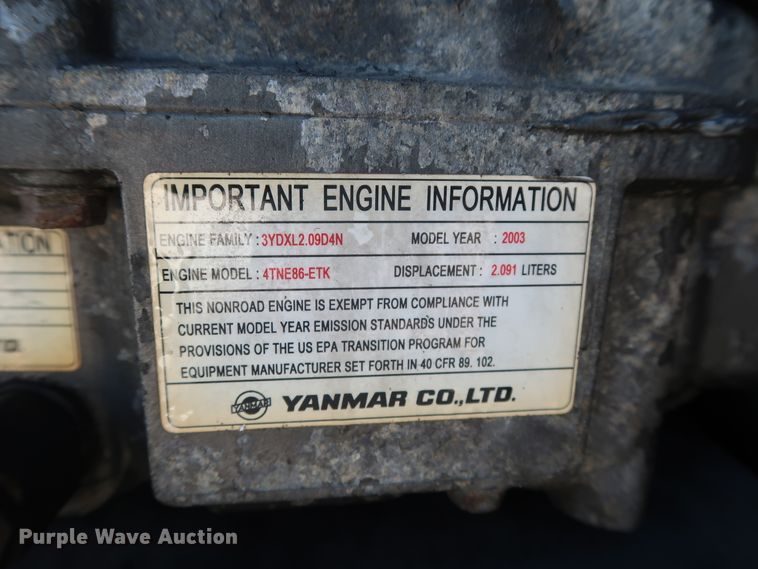 IMPORTANT ENGINE INFORMATION
ENGINE FAMILY : 3YDXL2.09D4N MODEL YEAR : 2003
ENGINE MODEL : 4TNE86-ETK DISPLACEMENT : 2.091 LITERS
THIS NONROAD ENGINE IS EXEMPT FROM COMPLIANCE WITH
CURRENT MODEL YEAR EMISSION STANDARDS UNDER THE
PROVISIONS OF THE US EPA TRANSITION PROGRAM FOR
EQUIPMENT MANUFACTURER SET FORTH IN 40 CFR 89. 102.
YANMAR YANMAR CO.,LTD.
Purple Wave Auction